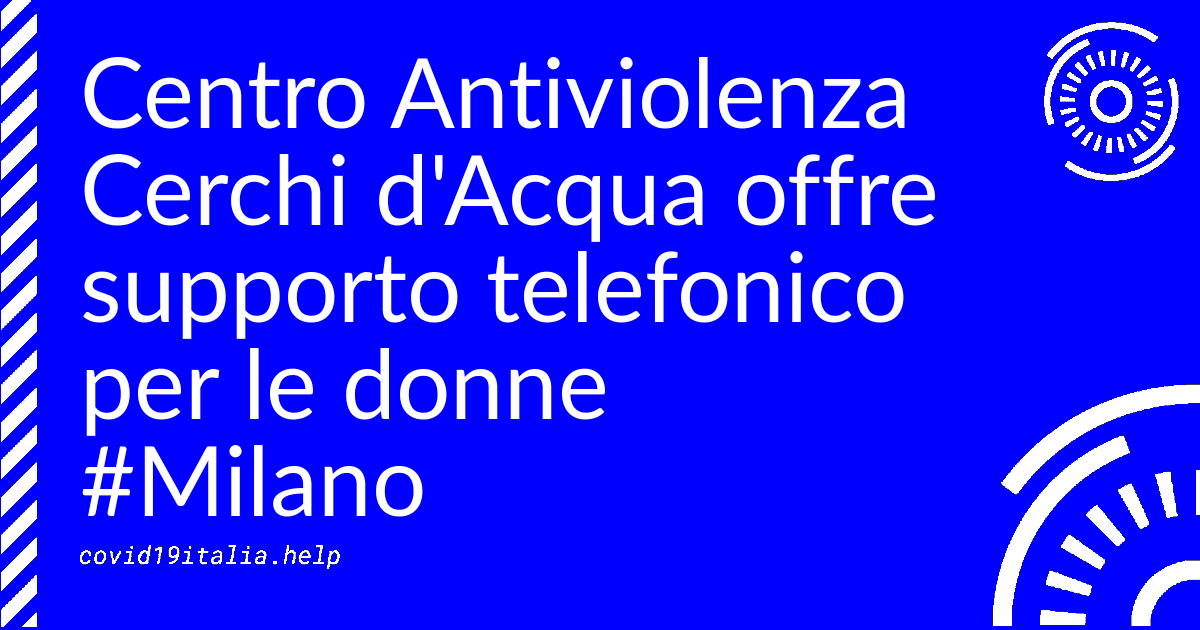 Centro Antiviolenza
Cerchi d'Acqua offre
supporto telefonico
per le donne
#Milano
covid19italia.help